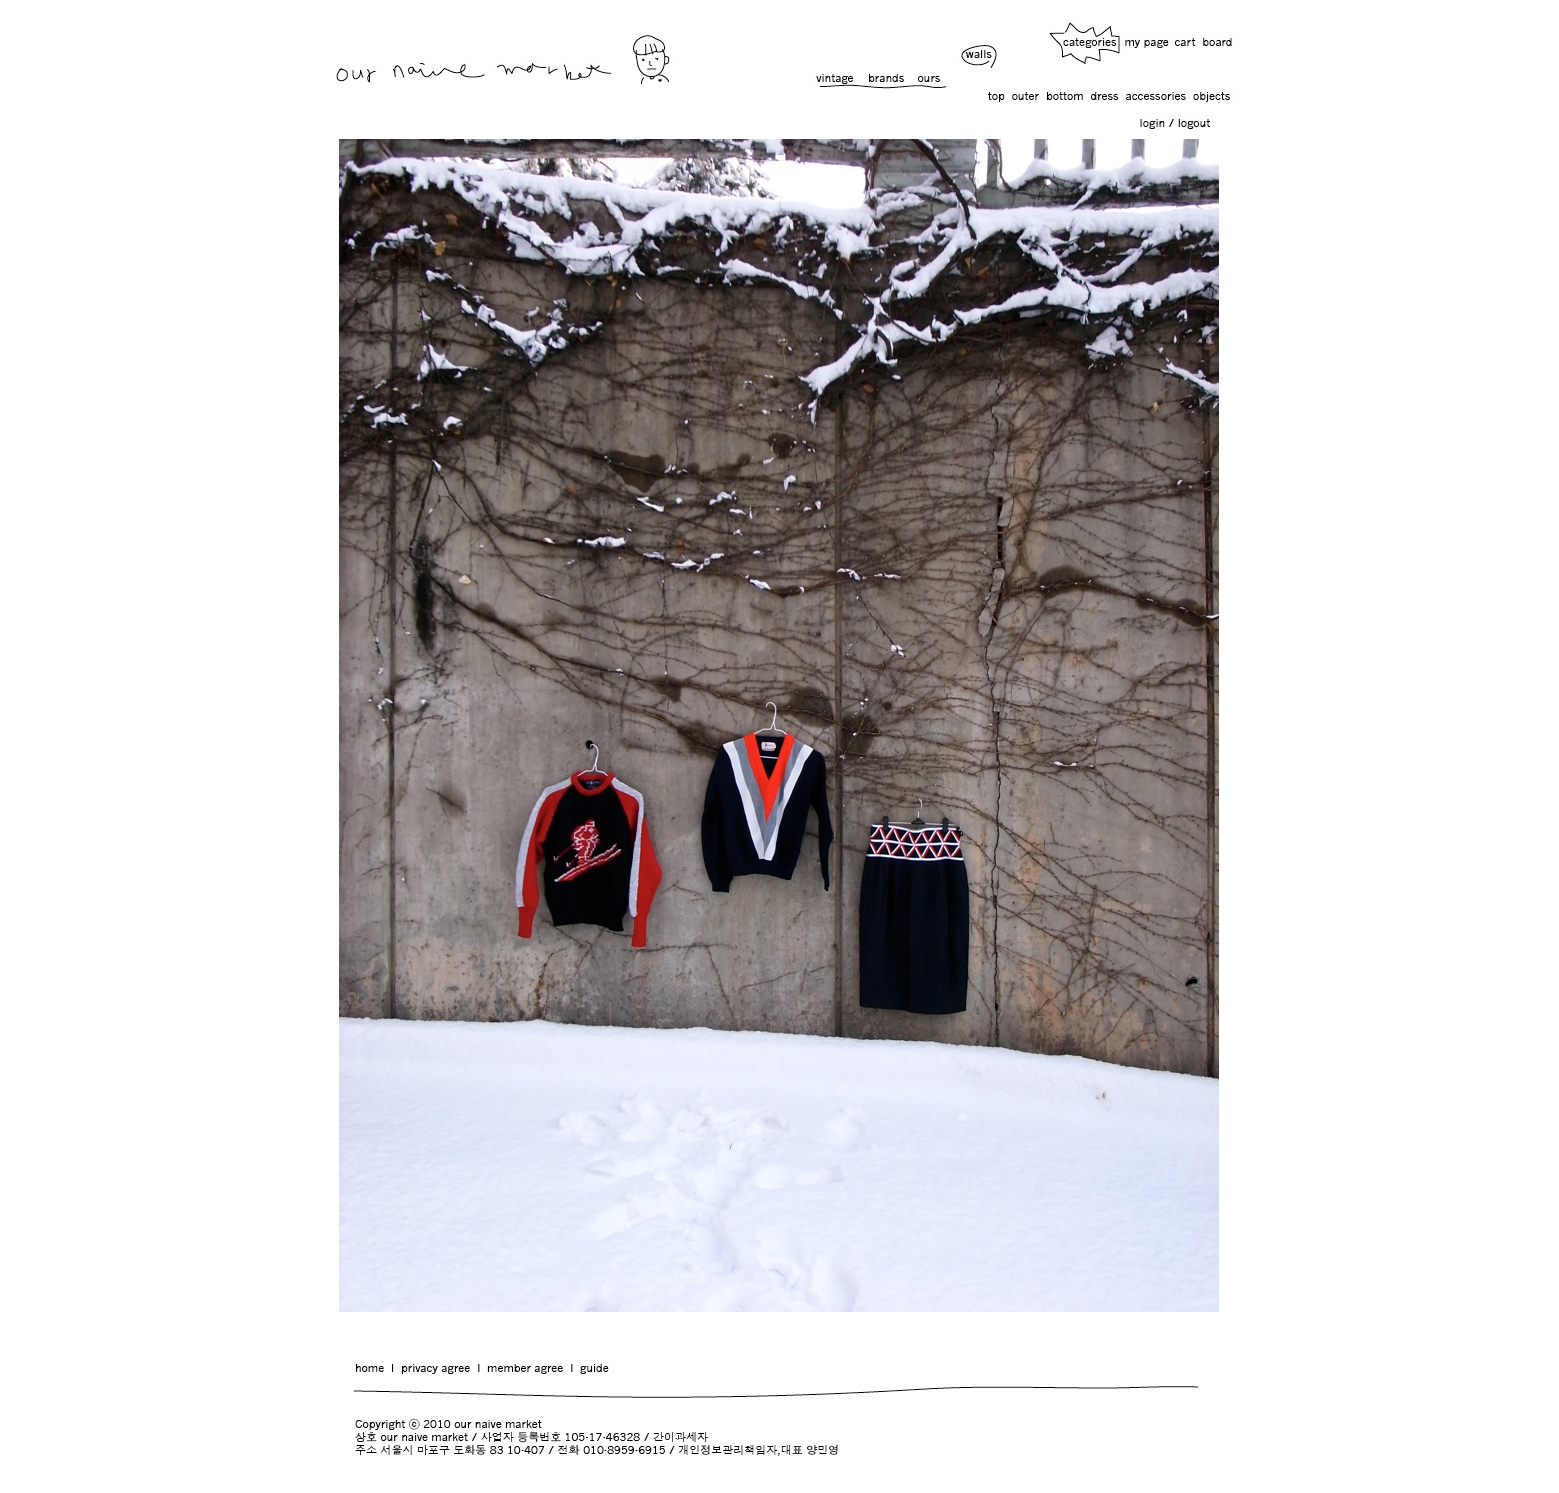 our naive market
categories my page cart board
walls
vintage brands ours
top outer bottom dress accessories objects
login / logout
home I privacy agree I member agree I guide
Copyright ⓒ 2010 our naive market
상호 our naive market / 사업자 등록번호 105-17-46328 / 간이과세자
주소 서울시 마포구 도화동 83 10-407 / 전화 010-8959-6915 / 개인정보관리책임자,대표 양민영